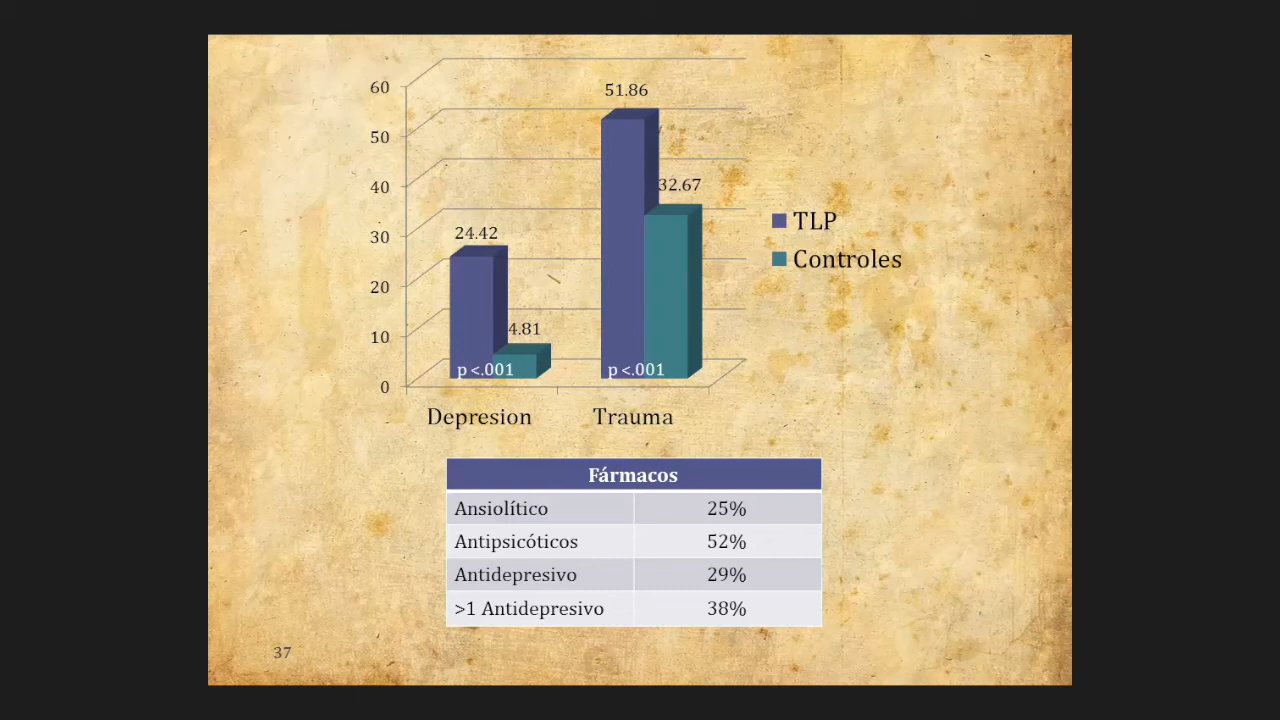 60
50
40
30
20
10
0
24.42
4.81
51.86
32.67
p <.001
p <.001
Depresion
Trauma
TLP
Controles
Fármacos
Ansiolítico 25%
Antipsicóticos 52%
Antidepresivo 29%
>1 Antidepresivo 38%
37